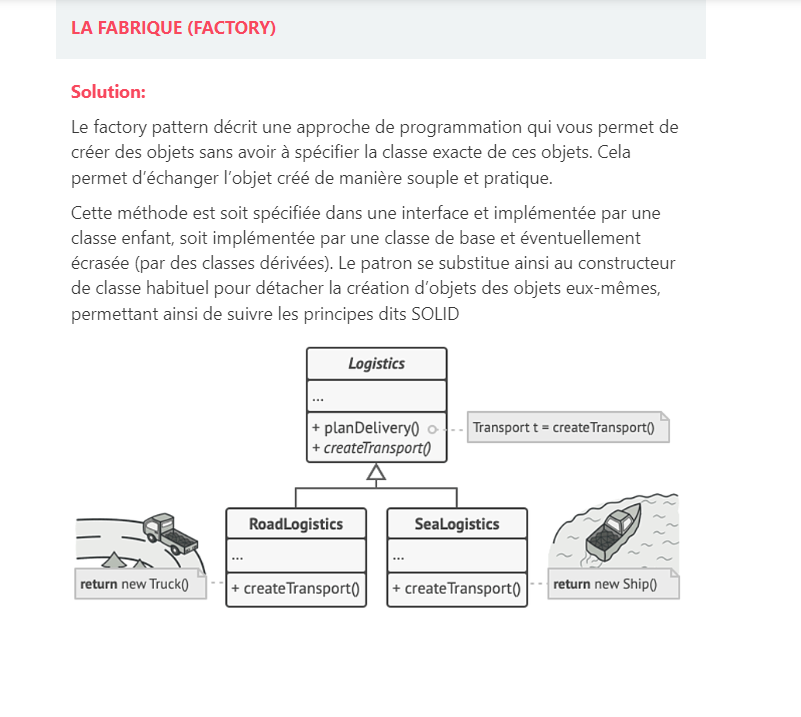 LA FABRIQUE (FACTORY)
Solution:
Le factory pattern décrit une approche de programmation qui vous permet de
créer des objets sans avoir à spécifier la classe exacte de ces objets. Cela
permet d’échanger l’objet créé de manière souple et pratique.
Cette méthode est soit spécifiée dans une interface et implémentée par une
classe enfant, soit implémentée par une classe de base et éventuellement
écrasée (par des classes dérivées). Le patron se substitue ainsi au constructeur
de classe habituel pour détacher la création d’objets des objets eux-mêmes,
permettant ainsi de suivre les principes dits SOLID
Logistics
...
+ planDelivery()
+ createTransport()
Transport t = createTransport()
RoadLogistics
...
+ createTransport()
return new Truck()
SeaLogistics
...
+ createTransport()
return new Ship()